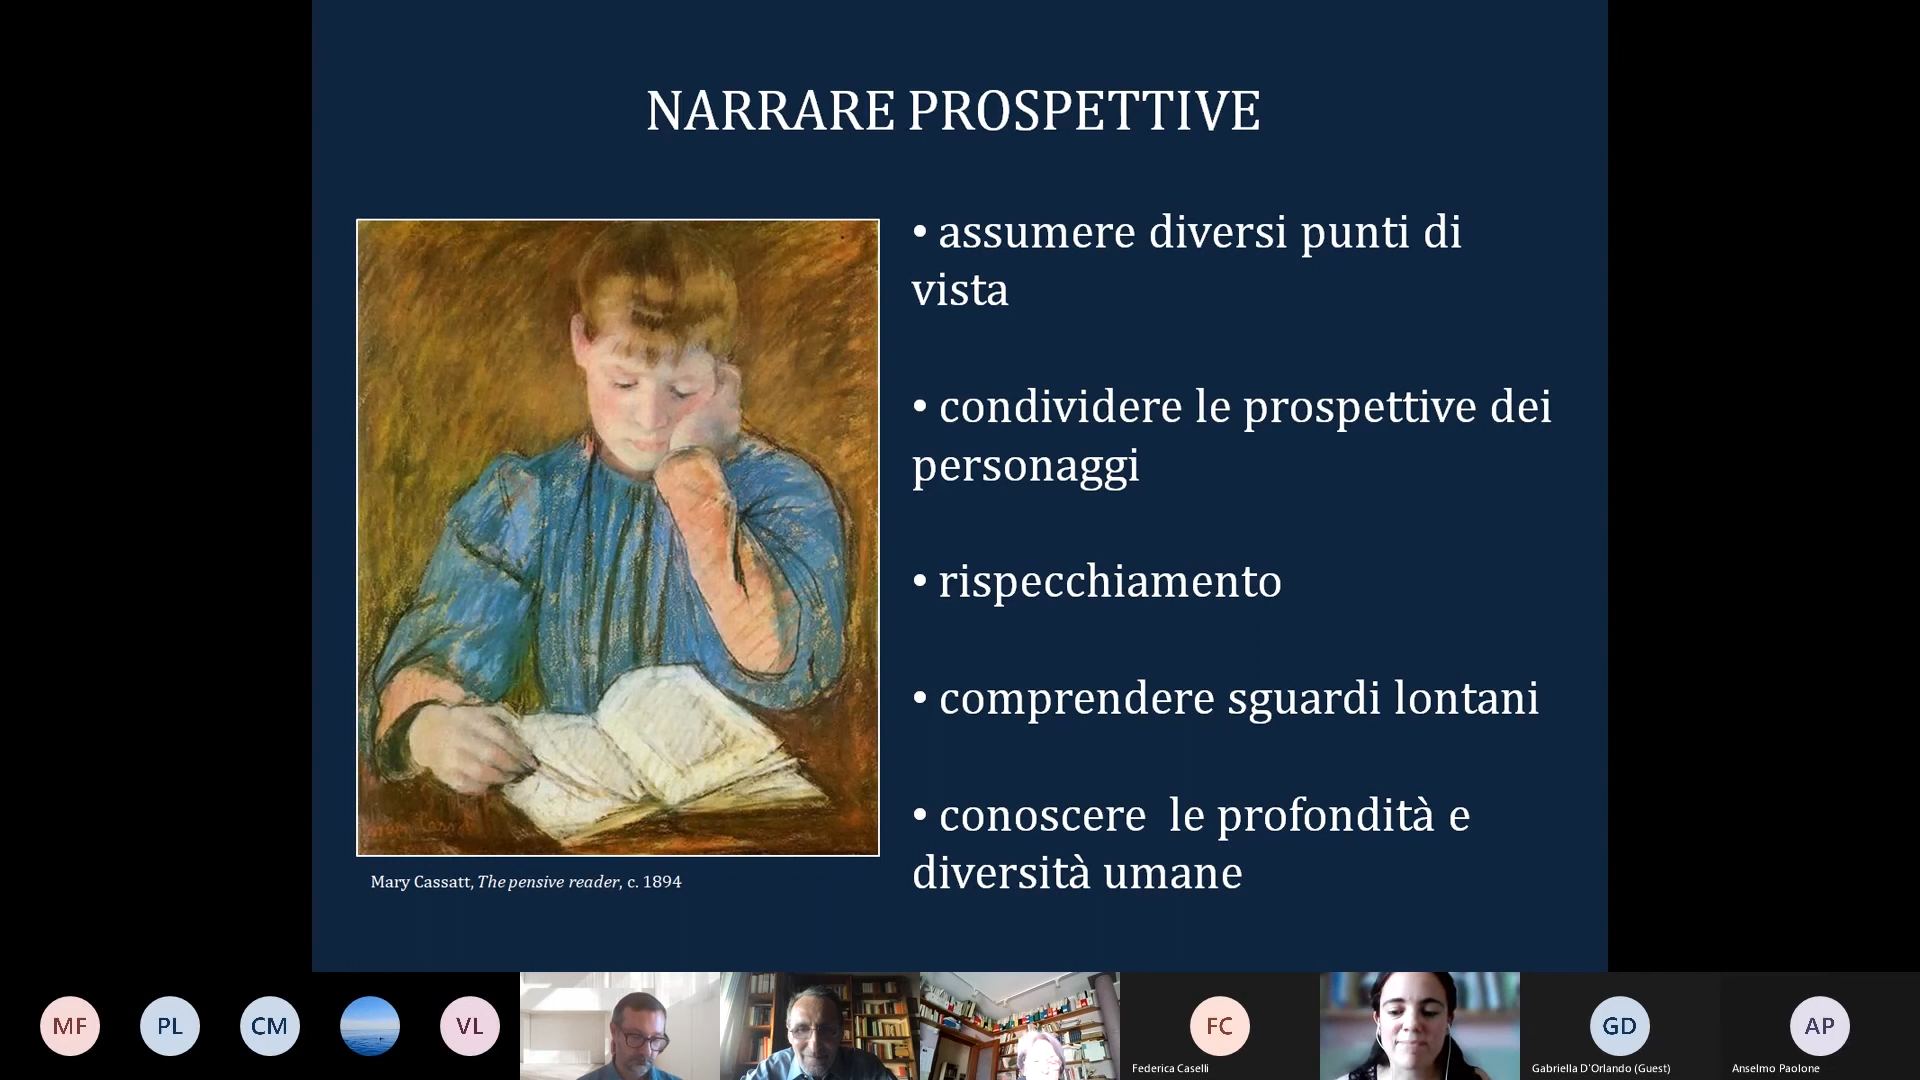 NARRARE PROSPETTIVE
• assumere diversi punti di
vista
• condividere le prospettive dei
personaggi
• rispecchiamento
• comprendere sguardi lontani
• conoscere  le profondità e
diversità umane
Mary Cassatt, The pensive reader, c. 1894
MF
PL
CM
VL
FC
Federica Caselli
GD
Gabriella D'Orlando (Guest)
AP
Anselmo Paolone